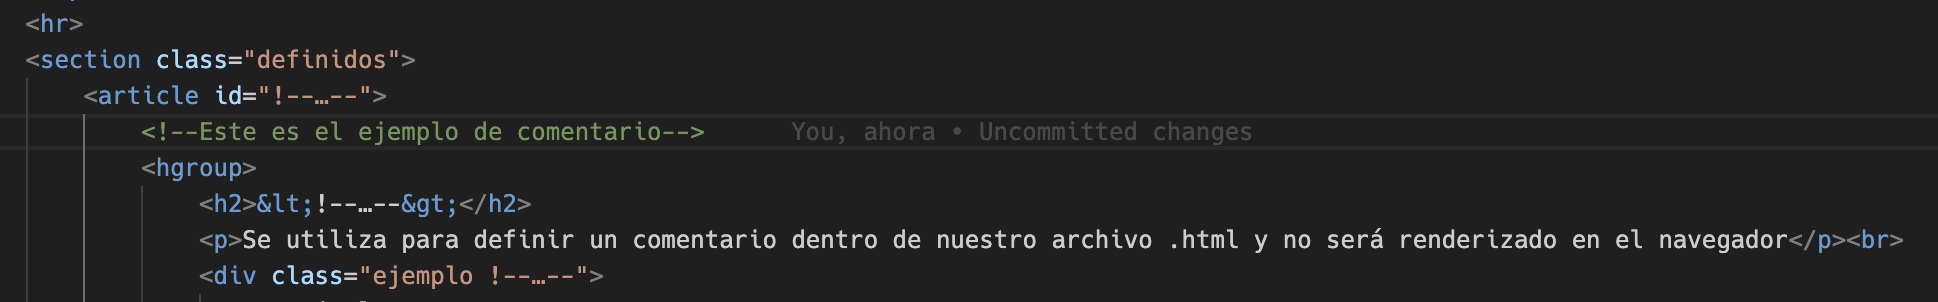 <hr>
<section class="definidos">
<article id="!--…--">
<!--Este es el ejemplo de comentario--> You, ahora • Uncommitted changes
<hgroup>
<h2>&lt;!--…--&gt;</h2>
<p>Se utiliza para definir un comentario dentro de nuestro archivo .html y no será renderizado en el navegador</p><br>
<div class="ejemplo !--…--">